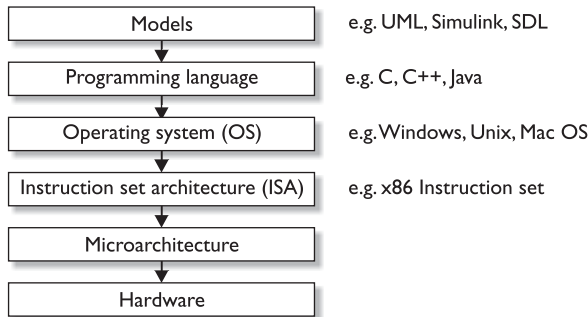 Models e.g. UML, Simulink, SDL
Programming language e.g. C, C++, Java
Operating system (OS) e.g. Windows, Unix, Mac OS
Instruction set architecture (ISA) e.g. x86 Instruction set
Microarchitecture
Hardware